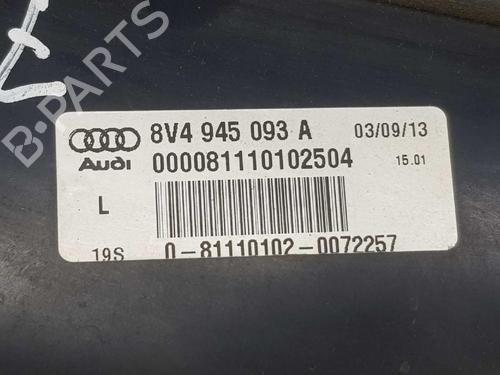 8V4 945 093 A 03/09/13
Audi 000081110102504 15.01
L
19S 0-81110102-0072257
B-PARTS